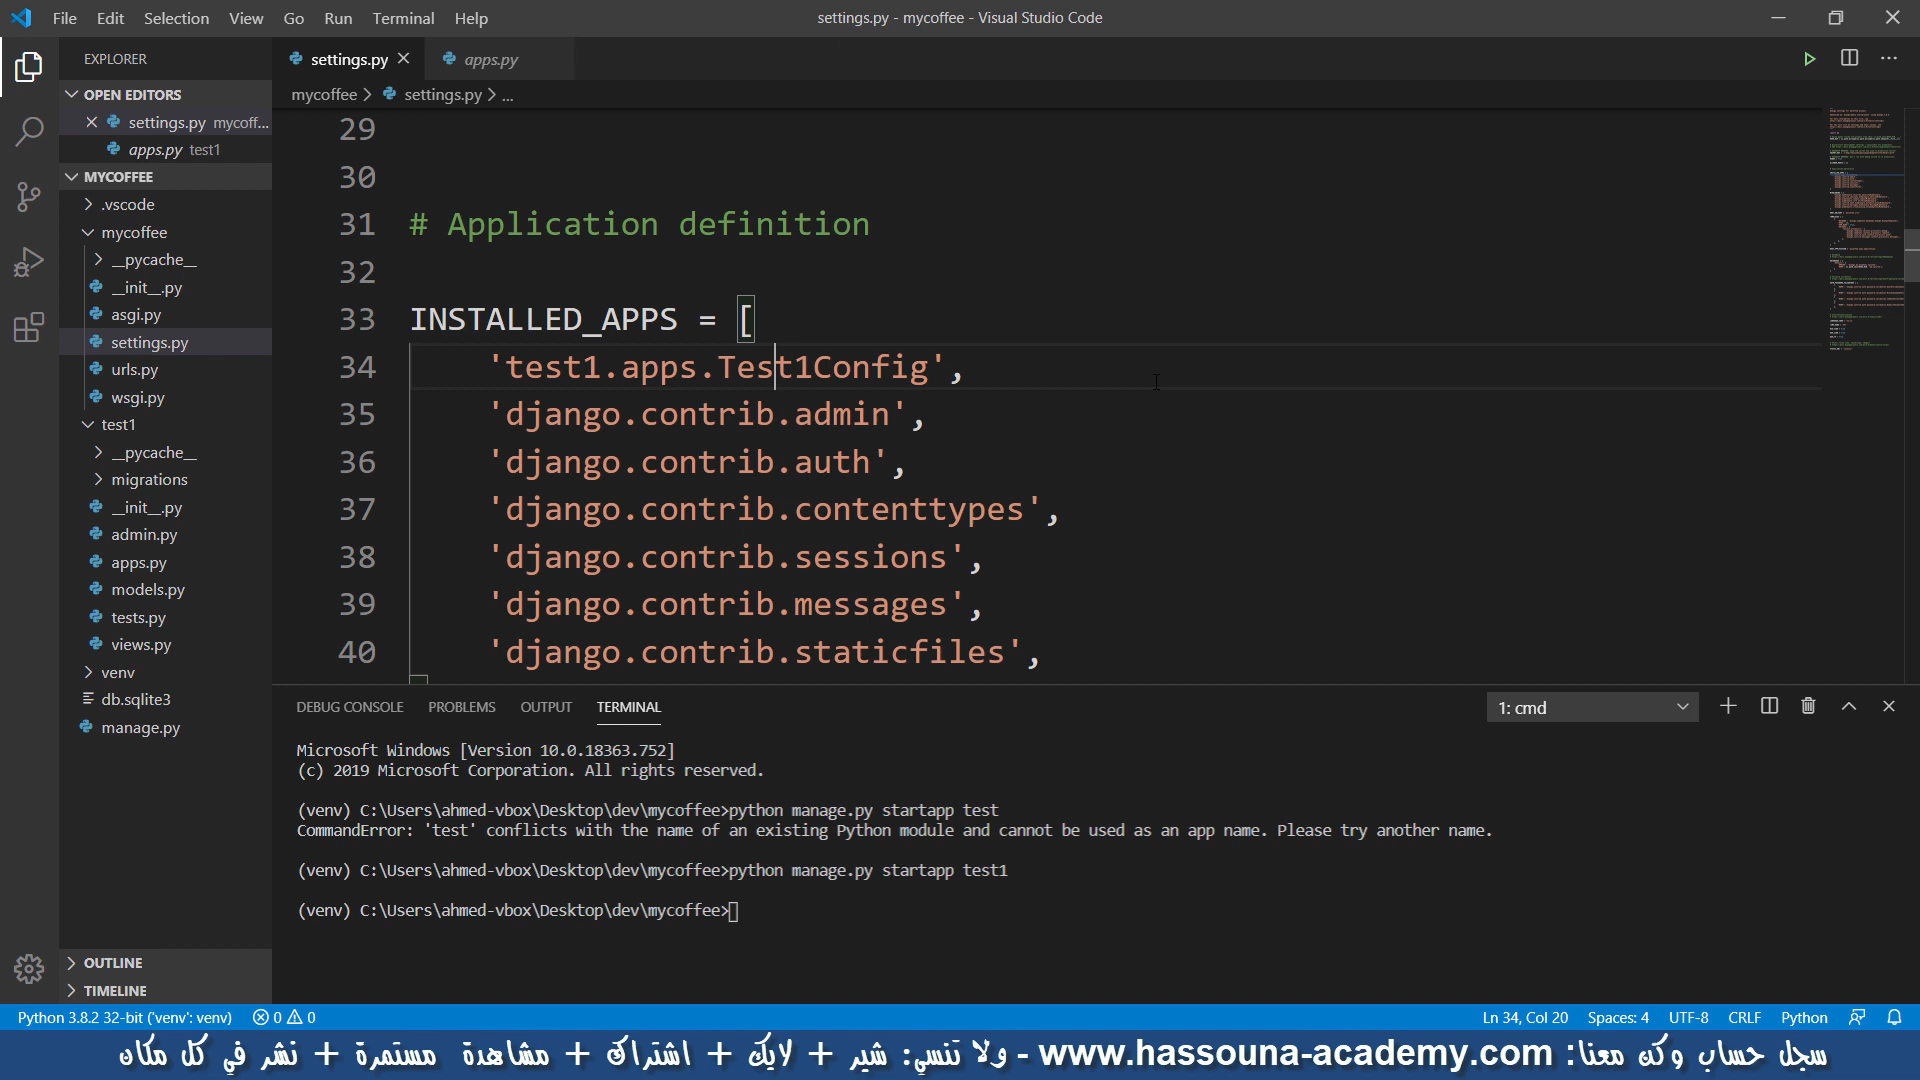 File Edit Selection View Go Run Terminal Help
settings.py - mycoffee - Visual Studio Code
EXPLORER
OPEN EDITORS
settings.py mycoff...
apps.py test1
MYCOFFEE
.vscode
mycoffee
__pycache__
__init__.py
asgi.py
settings.py
urls.py
wsgi.py
test1
__pycache__
migrations
__init__.py
admin.py
apps.py
models.py
tests.py
views.py
venv
db.sqlite3
manage.py
OUTLINE
TIMELINE
settings.py apps.py
mycoffee > settings.py > ...
29
30
31 # Application definition
32
33 INSTALLED_APPS = [
34 'test1.apps.Test1Config',
35 'django.contrib.admin',
36 'django.contrib.auth',
37 'django.contrib.contenttypes',
38 'django.contrib.sessions',
39 'django.contrib.messages',
40 'django.contrib.staticfiles',
DEBUG CONSOLE PROBLEMS OUTPUT TERMINAL
1: cmd
Microsoft Windows [Version 10.0.18363.752]
(c) 2019 Microsoft Corporation. All rights reserved.
(venv) C:\Users\ahmed-vbox\Desktop\dev\mycoffee>python manage.py startapp test
CommandError: 'test' conflicts with the name of an existing Python module and cannot be used as an app name. Please try another name.
(venv) C:\Users\ahmed-vbox\Desktop\dev\mycoffee>python manage.py startapp test1
(venv) C:\Users\ahmed-vbox\Desktop\dev\mycoffee>
Python 3.8.2 32-bit ('venv': venv) 0 0 Ln 34, Col 20 Spaces: 4 UTF-8 CRLF Python
سجل حساب وكن معنا: www.hassouna-academy.com - ولا تنسي: شير + لايك + اشتراك + مشاهدة مستمرة + نشر في كل مكان